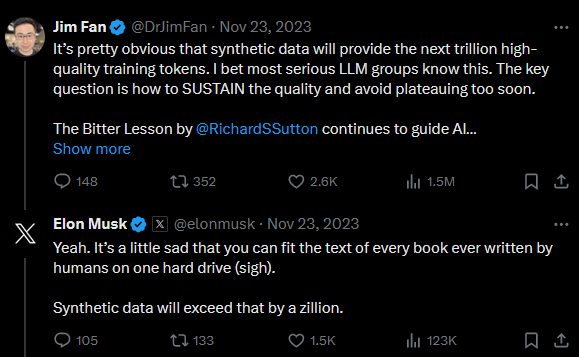 Jim Fan @DrJimFan · Nov 23, 2023
It's pretty obvious that synthetic data will provide the next trillion high-
quality training tokens. I bet most serious LLM groups know this. The key
question is how to SUSTAIN the quality and avoid plateauing too soon.
The Bitter Lesson by @RichardSSutton continues to guide AI...
Show more
148 352 2.6K 1.5M
Elon Musk @elonmusk · Nov 23, 2023
Yeah. It's a little sad that you can fit the text of every book ever written by
humans on one hard drive (sigh).
Synthetic data will exceed that by a zillion.
105 133 1.5K 123K